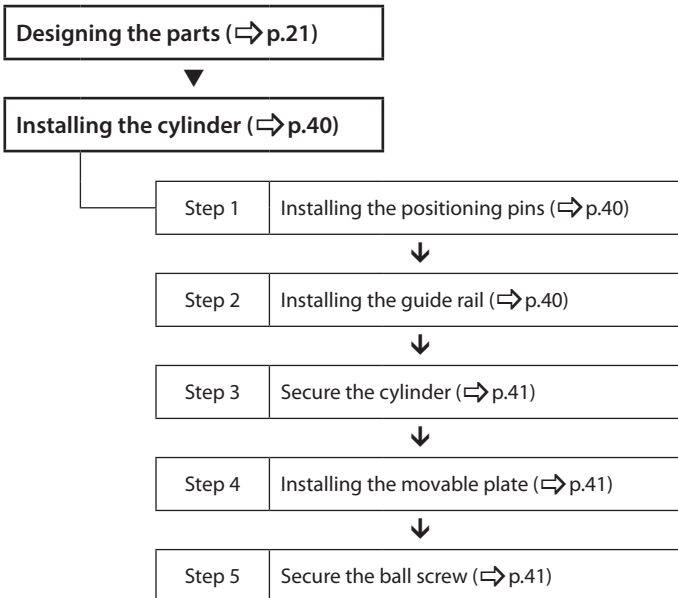 Designing the parts (⇨p.21)
▼
Installing the cylinder (⇨p.40)
Step 1 Installing the positioning pins (⇨p.40)
↓
Step 2 Installing the guide rail (⇨p.40)
↓
Step 3 Secure the cylinder (⇨p.41)
↓
Step 4 Installing the movable plate (⇨p.41)
↓
Step 5 Secure the ball screw (⇨p.41)